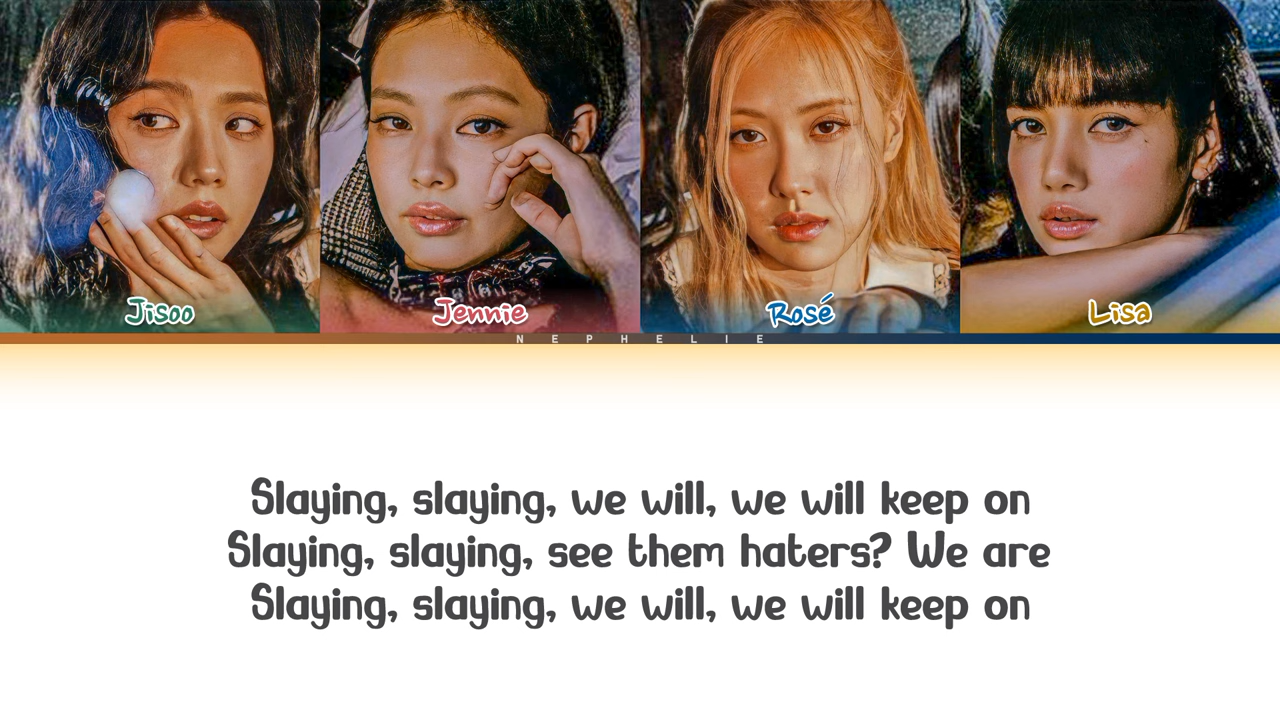 Jisoo Jennie Rosé Lisa
NEPHELIE
Slaying, slaying, we will, we will keep on
Slaying, slaying, see them haters? We are
Slaying, slaying, we will, we will keep on